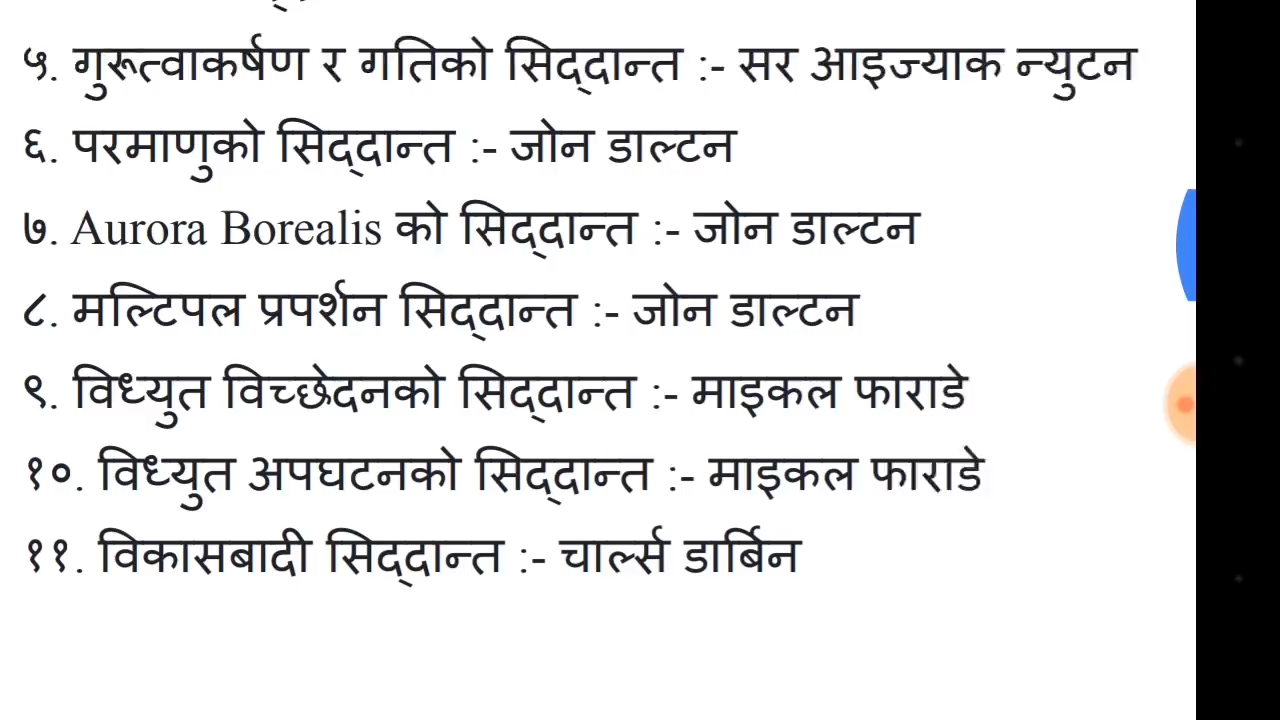 ५. गुरूत्वाकर्षण र गतिको सिद्दान्त :- सर आइज्याक न्युटन
६. परमाणुको सिद्दान्त :- जोन डाल्टन
७. Aurora Borealis को सिद्दान्त :- जोन डाल्टन
८. मल्टिपल प्रपर्शन सिद्दान्त :- जोन डाल्टन
९. विध्युत विच्छेदनको सिद्दान्त :- माइकल फाराडे
१०. विध्युत अपघटनको सिद्दान्त :- माइकल फाराडे
११. विकासबादी सिद्दान्त :- चार्ल्स डार्बिन